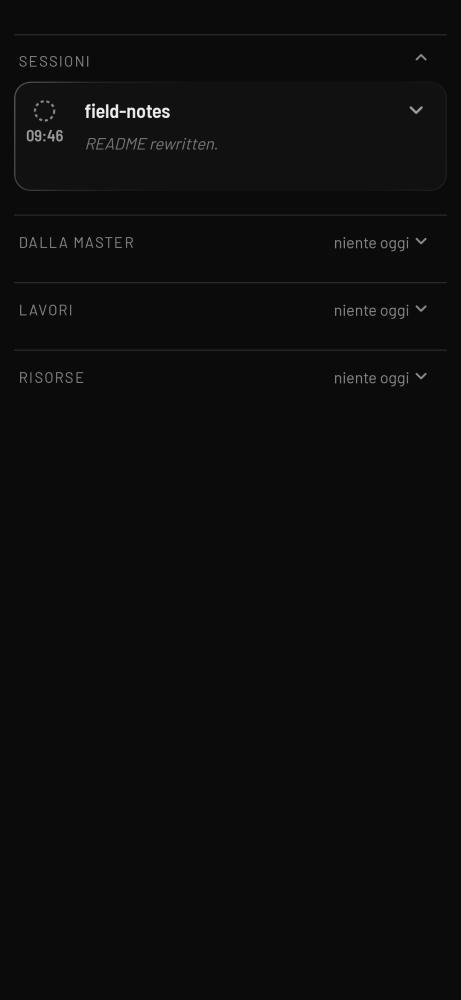 SESSIONI
field-notes
09:46
README rewritten.
DALLA MASTER niente oggi
LAVORI niente oggi
RISORSE niente oggi